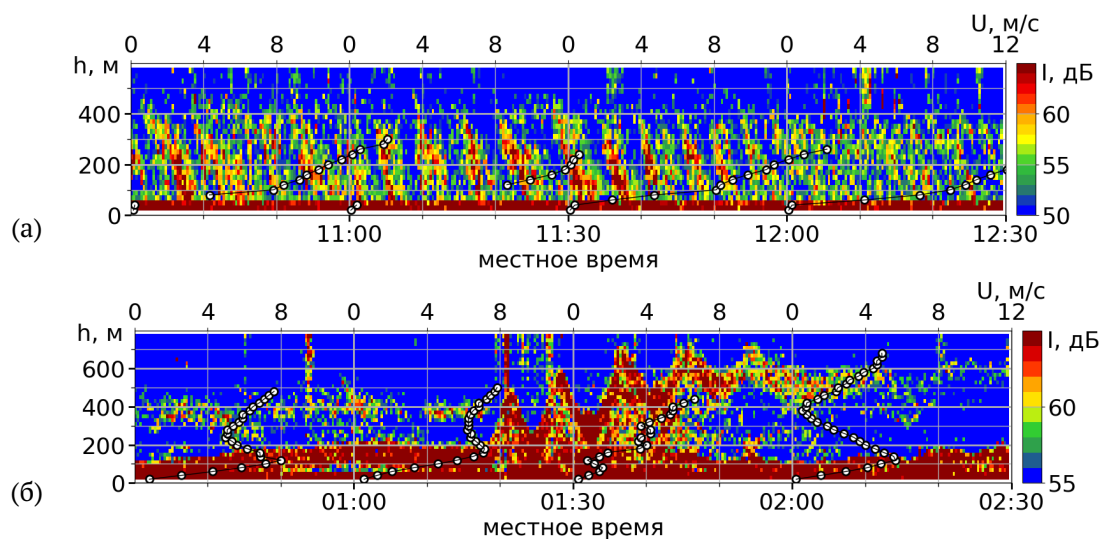 U, м/с
0 4 8 0 4 8 0 4 8 0 4 8 12
h, м
I, дБ
400
200
0
60
55
50
(а)
11:00 11:30 12:00 12:30
местное время
U, м/с
0 4 8 0 4 8 0 4 8 0 4 8 12
h, м
I, дБ
600
400
200
0
60
55
(б)
01:00 01:30 02:00 02:30
местное время